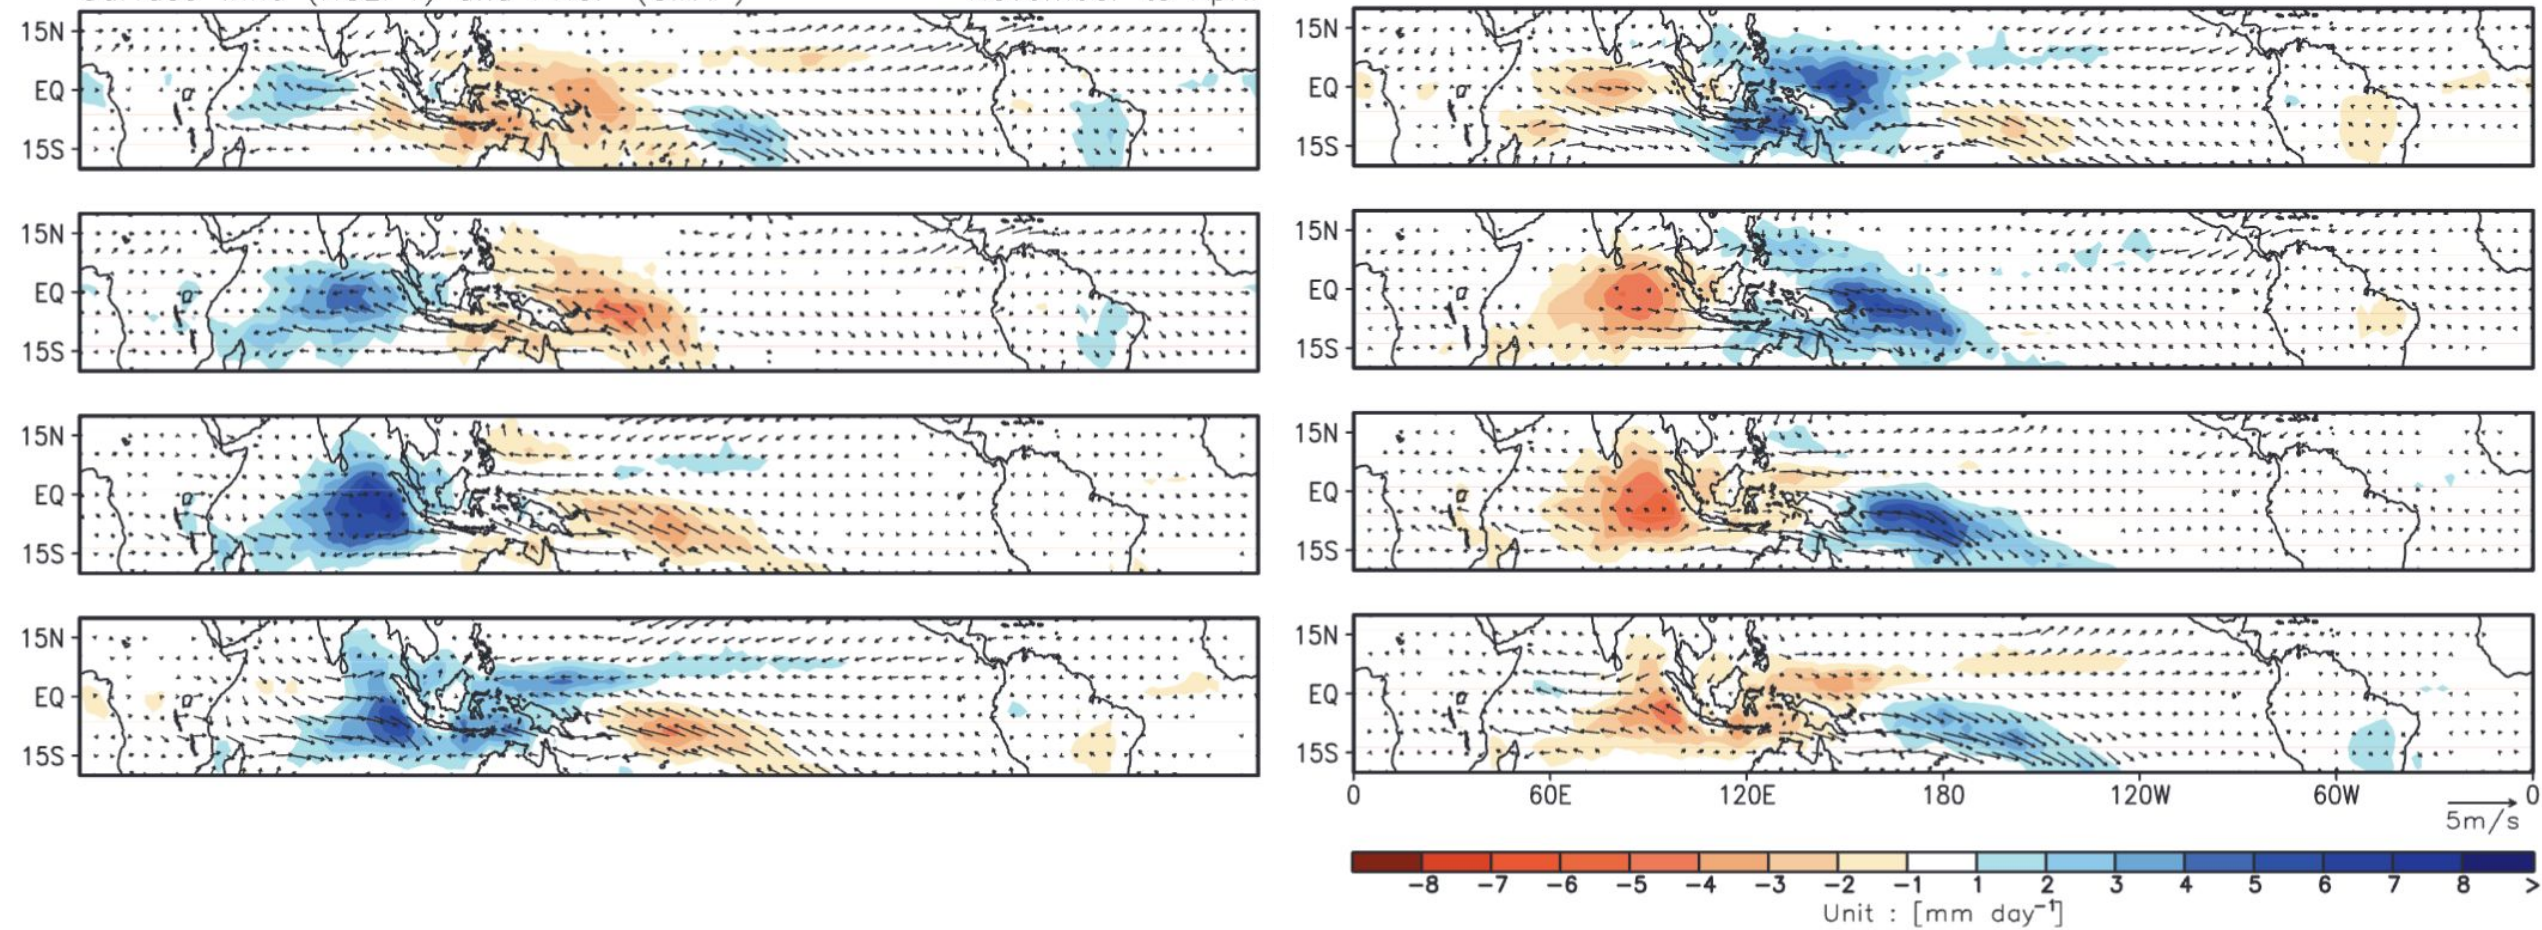 15N
EQ
15S
15N
EQ
15S
15N
EQ
15S
15N
EQ
15S
15N
EQ
15S
15N
EQ
15S
15N
EQ
15S
15N
EQ
15S
0 60E 120E 180 120W 60W 0
5m/s
-8 -7 -6 -5 -4 -3 -2 -1 1 2 3 4 5 6 7 8 >
Unit : [mm day⁻¹]